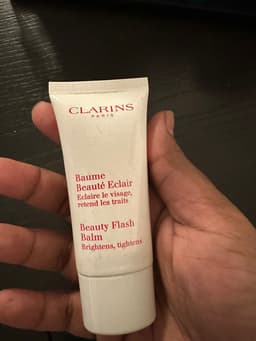 CLARINS
PARIS
Baume
Beauté Eclair
Eclaire le visage,
retend les traits
Beauty Flash
Balm
Brightens, tightens